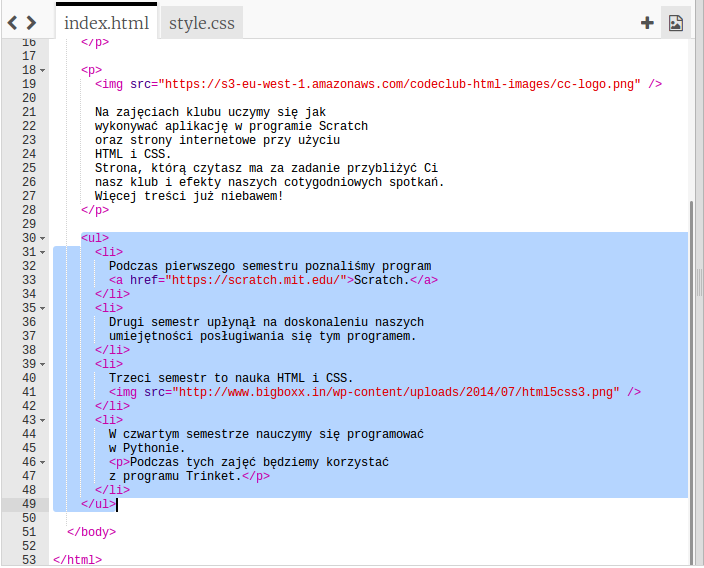 index.html style.css
16 </p>
17
18 <p>
19 <img src="https://s3-eu-west-1.amazonaws.com/codeclub-html-images/cc-logo.png" />
20
21 Na zajęciach klubu uczymy się jak
22 wykonywać aplikację w programie Scratch
23 oraz strony internetowe przy użyciu
24 HTML i CSS.
25 Strona, którą czytasz ma za zadanie przybliżyć Ci
26 nasz klub i efekty naszych cotygodniowych spotkań.
27 Więcej treści już niebawem!
28 </p>
29
30 <ul>
31 <li>
32 Podczas pierwszego semestru poznaliśmy program
33 <a href="https://scratch.mit.edu/">Scratch.</a>
34 </li>
35 <li>
36 Drugi semestr upłynął na doskonaleniu naszych
37 umiejętności posługiwania się tym programem.
38 </li>
39 <li>
40 Trzeci semestr to nauka HTML i CSS.
41 <img src="http://www.bigboxx.in/wp-content/uploads/2014/07/html5css3.png" />
42 </li>
43 <li>
44 W czwartym semestrze nauczymy się programować
45 w Pythonie.
46 <p>Podczas tych zajęć będziemy korzystać
47 z programu Trinket.</p>
48 </li>
49 </ul>
50
51 </body>
52
53 </html>